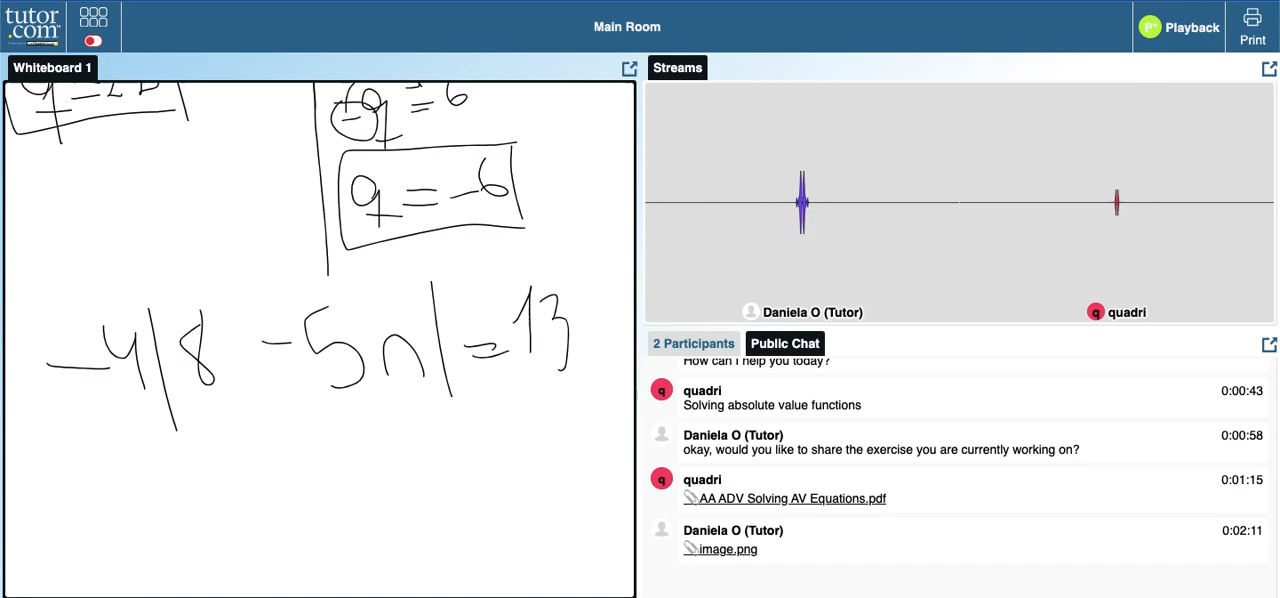 tutor
.com
Main Room
P+ Playback
Print
Whiteboard 1
Streams
= 6
q = -6
-4|8 -5n| = 13
Daniela O (Tutor)
q quadri
2 Participants
Public Chat
How can I help you today?
q quadri 0:00:43
Solving absolute value functions
Daniela O (Tutor) 0:00:58
okay, would you like to share the exercise you are currently working on?
q quadri 0:01:15
AA ADV Solving AV Equations.pdf
Daniela O (Tutor) 0:02:11
image.png